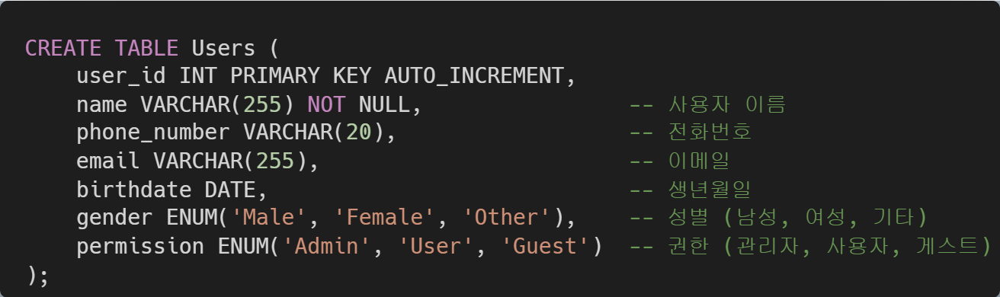 CREATE TABLE Users (
    user_id INT PRIMARY KEY AUTO_INCREMENT,
    name VARCHAR(255) NOT NULL,                -- 사용자 이름
    phone_number VARCHAR(20),                  -- 전화번호
    email VARCHAR(255),                        -- 이메일
    birthdate DATE,                            -- 생년월일
    gender ENUM('Male', 'Female', 'Other'),    -- 성별 (남성, 여성, 기타)
    permission ENUM('Admin', 'User', 'Guest')  -- 권한 (관리자, 사용자, 게스트)
);